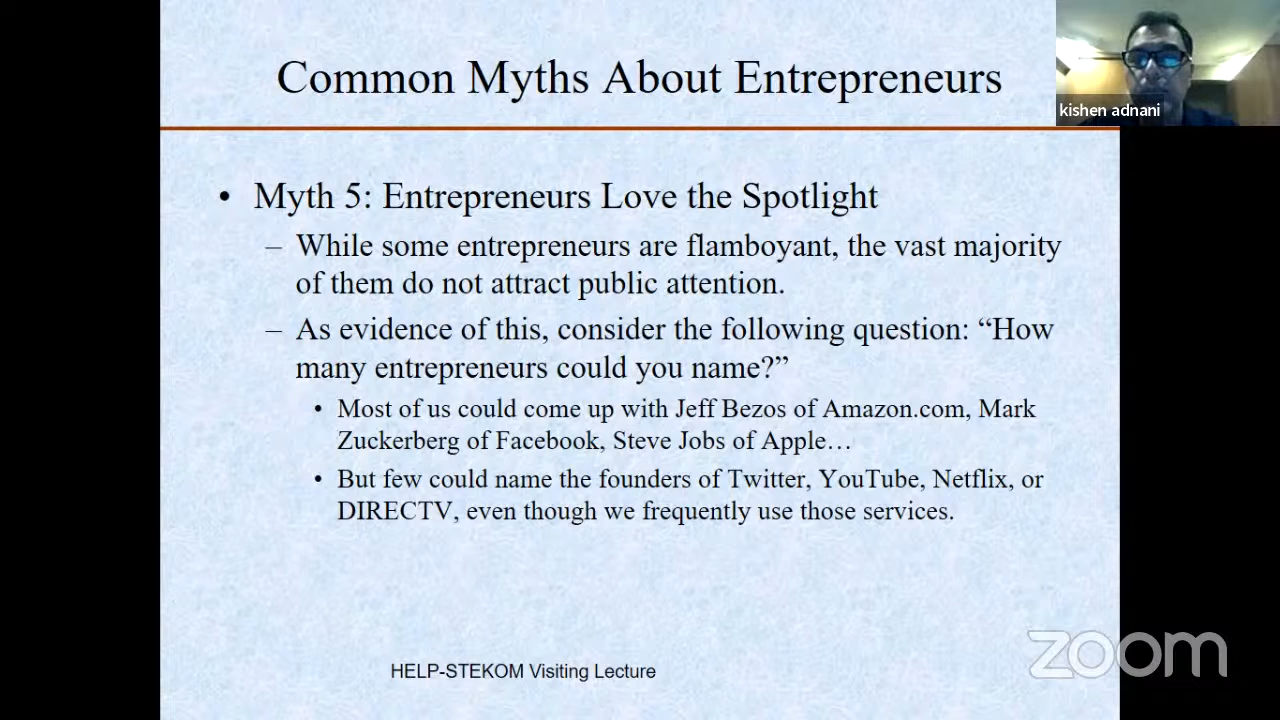 Common Myths About Entrepreneurs
kishen adnani
• Myth 5: Entrepreneurs Love the Spotlight
– While some entrepreneurs are flamboyant, the vast majority
of them do not attract public attention.
– As evidence of this, consider the following question: “How
many entrepreneurs could you name?”
• Most of us could come up with Jeff Bezos of Amazon.com, Mark
Zuckerberg of Facebook, Steve Jobs of Apple…
• But few could name the founders of Twitter, YouTube, Netflix, or
DIRECTV, even though we frequently use those services.
HELP-STEKOM Visiting Lecture
zoom